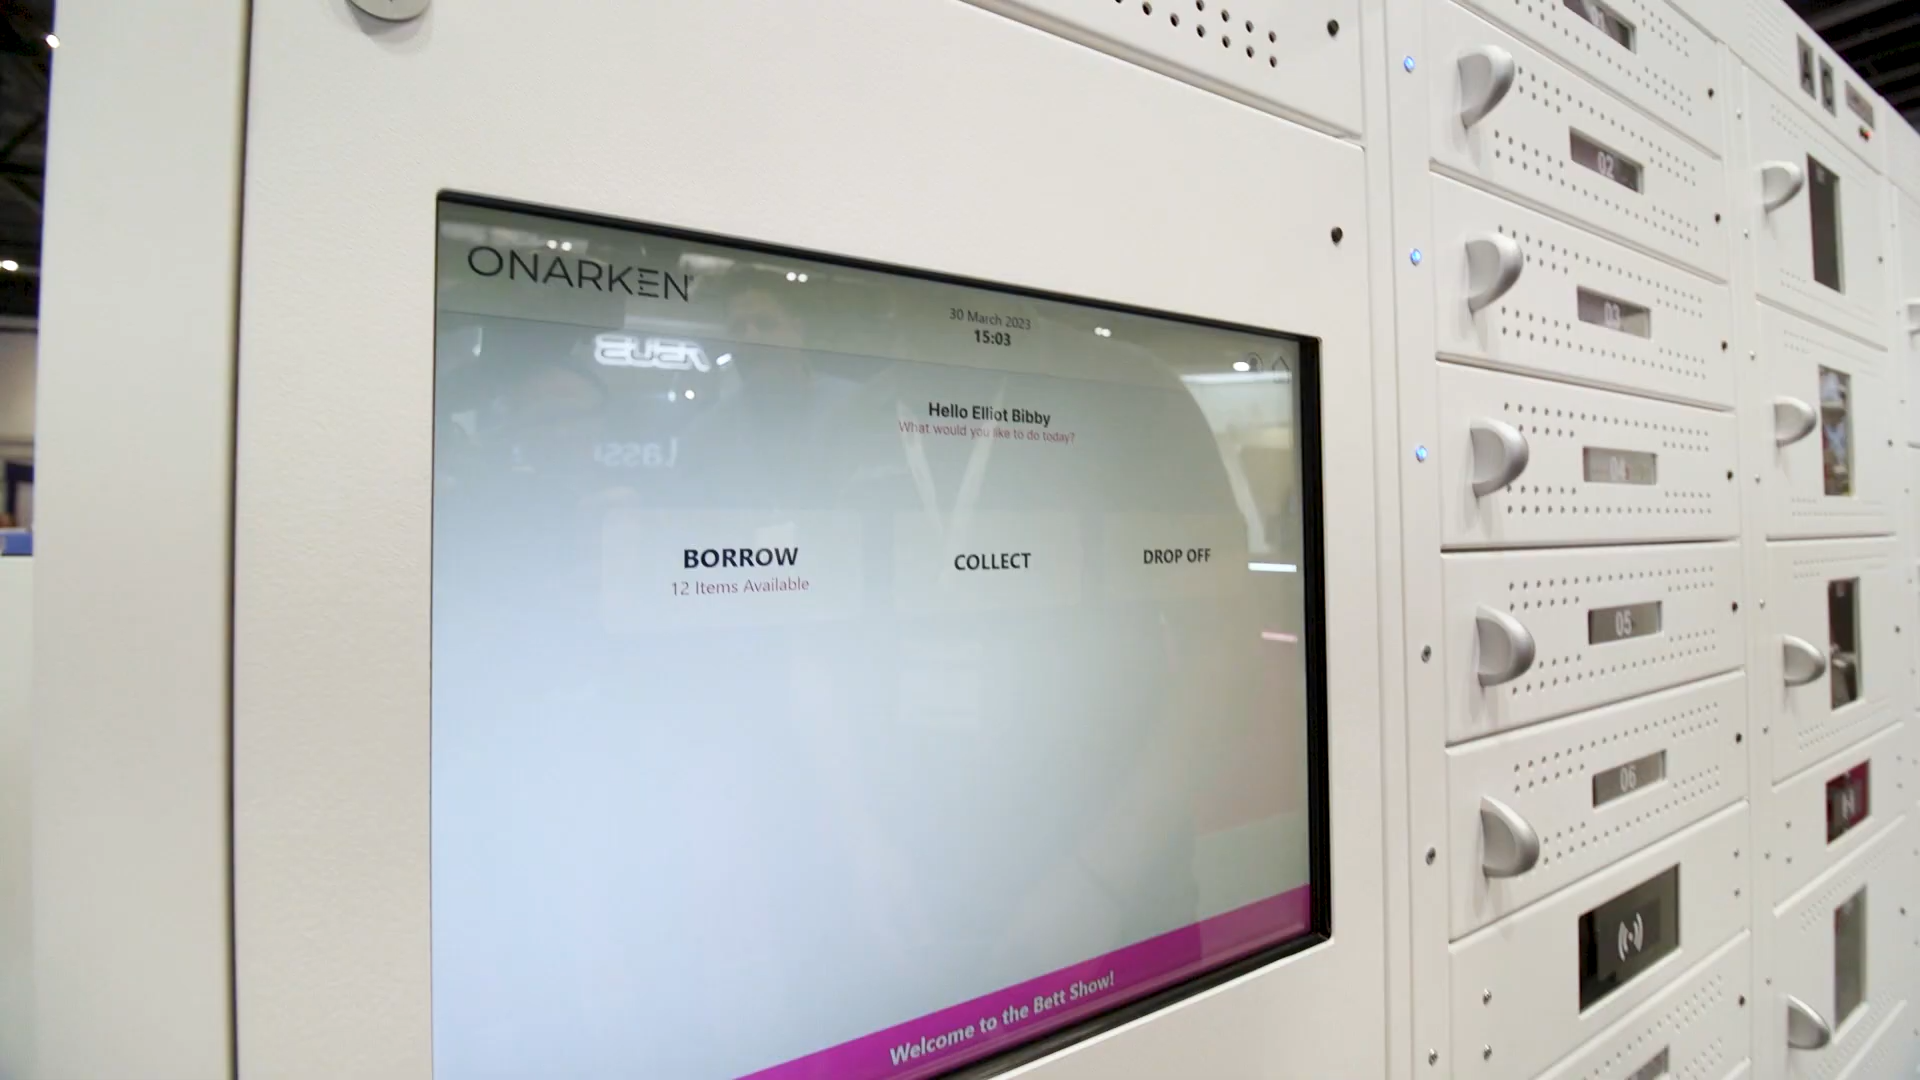 ONARKEN
30 March 2023
15:03
Hello Elliot Bibby
What would you like to do today?
BORROW
12 Items Available
COLLECT
DROP OFF
Welcome to the Bett Show!
02
03
04
05
06